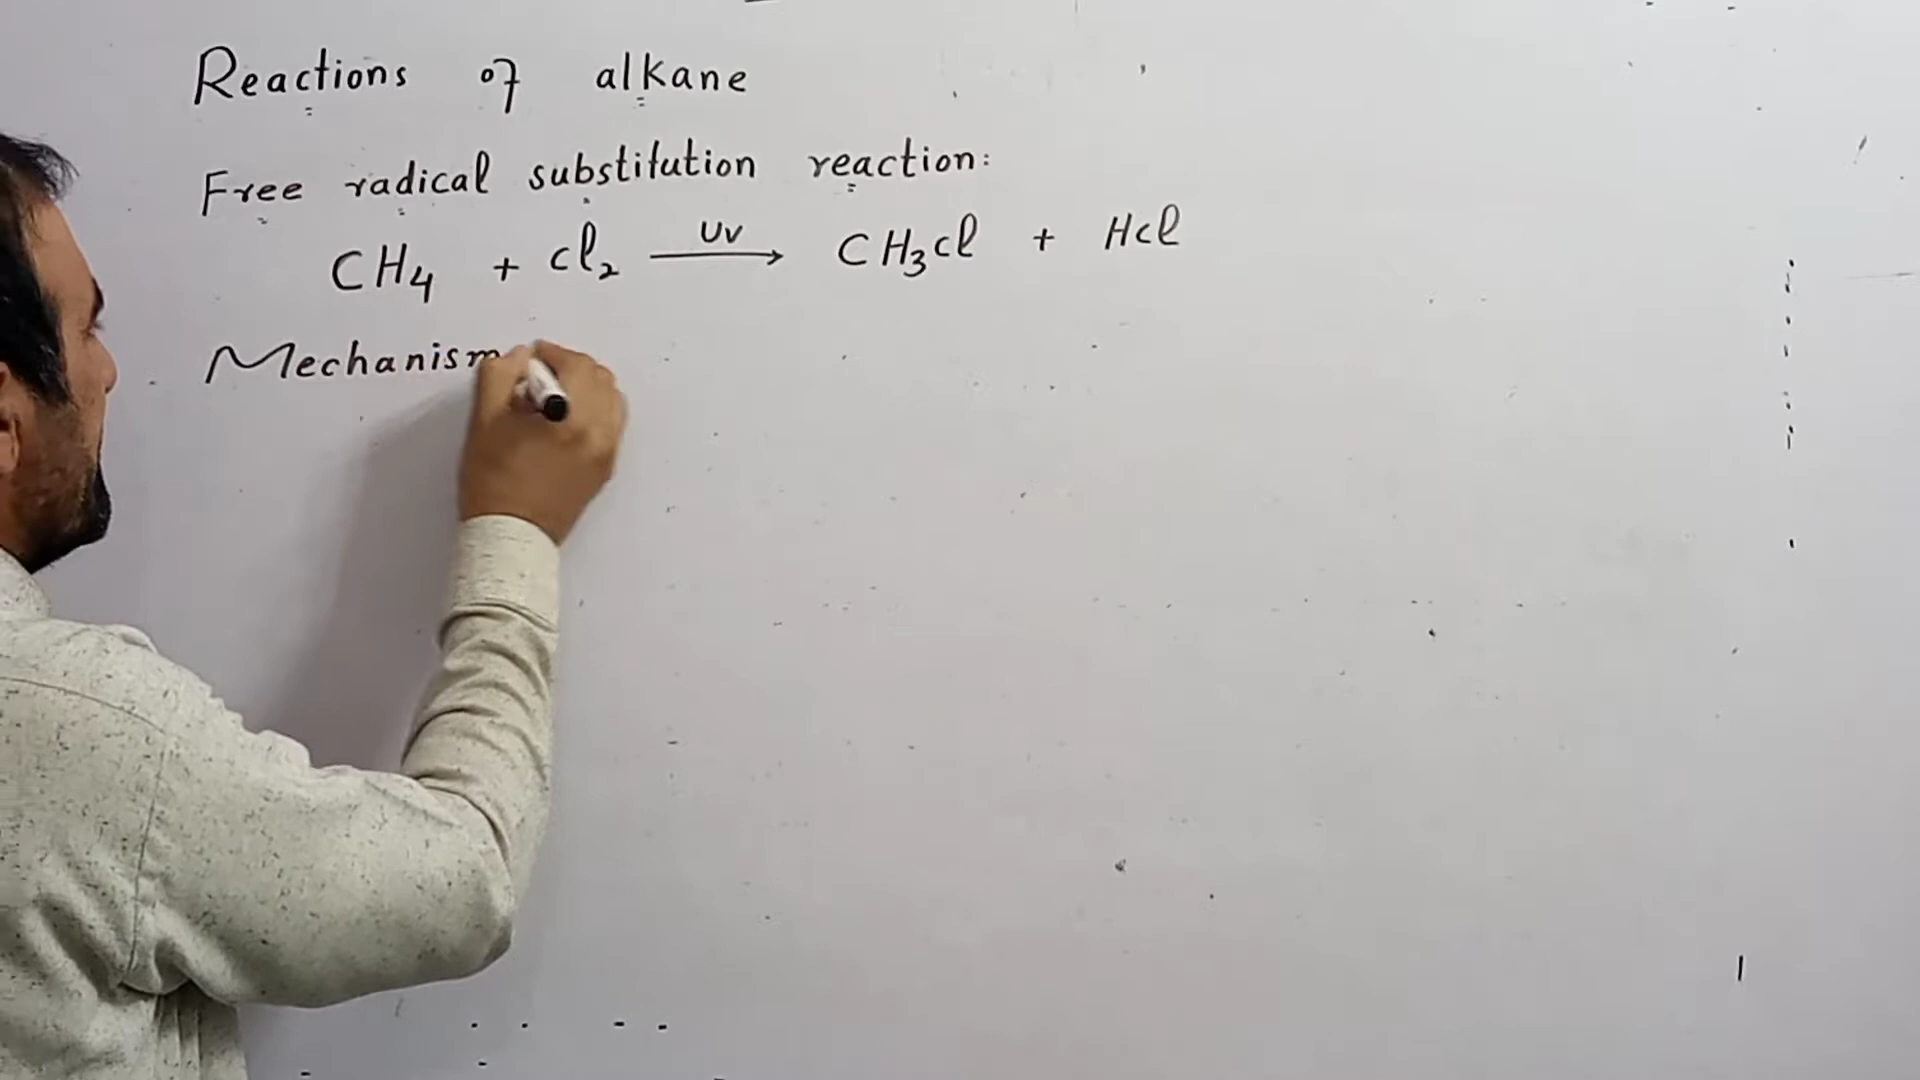 Reactions of alkane
Free radical substitution reaction:
CH₄ + cl₂ ⟶ UV CH₃cl + Hcl
Mechanism